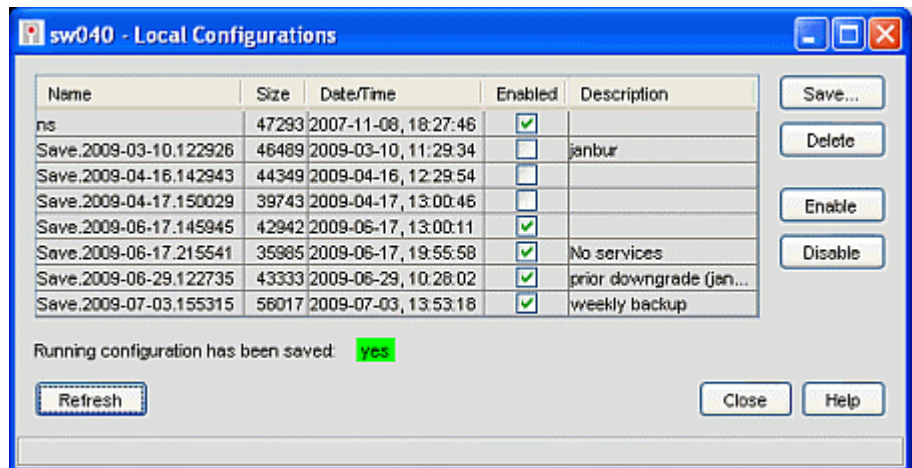 sw040 - Local Configurations
Name Size Date/Time Enabled Description
ns 47293 2007-11-08, 18:27:46
Save.2009-03-10.122926 46489 2009-03-10, 11:29:34 janbur
Save.2009-04-16.142943 44349 2009-04-16, 12:29:54
Save.2009-04-17.150029 39743 2009-04-17, 13:00:46
Save.2009-06-17.145945 42942 2009-06-17, 13:00:11
Save.2009-06-17.215541 35985 2009-06-17, 19:55:58 No services
Save.2009-06-29.122735 43333 2009-06-29, 10:28:02 prior downgrade (jan...
Save.2009-07-03.155315 56017 2009-07-03, 13:53:18 weekly backup
Save...
Delete
Enable
Disable
Running configuration has been saved: yes
Refresh Close Help